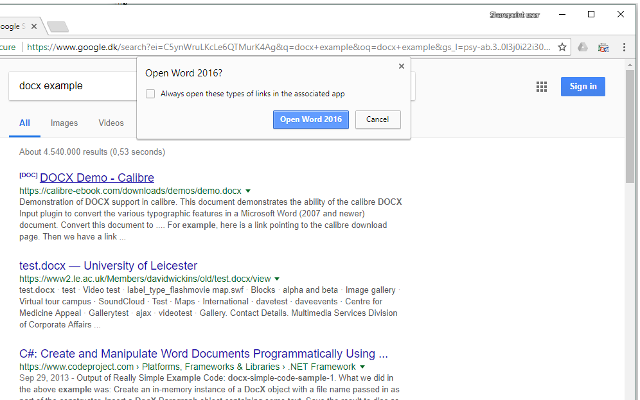 Sharepoint user
oogle S
cure | https://www.google.dk/search?ei=C5ynWruLKcLe6QTMurK4Ag&q=docx+example&oq=docx+example&gs_l=psy-ab.3..0l3j0i22i30...
Open Word 2016?
docx example
Always open these types of links in the associated app
Sign in
Open Word 2016 Cancel
All Images Videos
About 4.540.000 results (0,53 seconds)
[DOC] DOCX Demo - Calibre
https://calibre-ebook.com/downloads/demos/demo.docx
Demonstration of DOCX support in calibre. This document demonstrates the ability of the calibre DOCX
Input plugin to convert the various typographic features in a Microsoft Word (2007 and newer)
document. Convert this document to .... For example, here is a link pointing to the calibre download
page. Then we have a link ...
test.docx — University of Leicester
https://www2.le.ac.uk/Members/davidwickins/old/test.docx/view
test.docx · test · Video test · label_type_flashmovie map.swf · Blocks · alpha and beta · Image gallery ·
Virtual tour campus · SoundCloud · Test · Maps · International · davetest · daveevents · Centre for
Medicine Appeal · Gallerytest · ajax · videotest · Gallery. Contact Details. Multimedia Services Division
of Corporate Affairs ...
C#: Create and Manipulate Word Documents Programmatically Using ...
https://www.codeproject.com › Platforms, Frameworks & Libraries › .NET Framework
Sep 29, 2013 - Output of Really Simple Example Code: docx-simple-code-sample-1. What we did in
the above example was: Create an in-memory instance of a DocX object with a file name passed in as